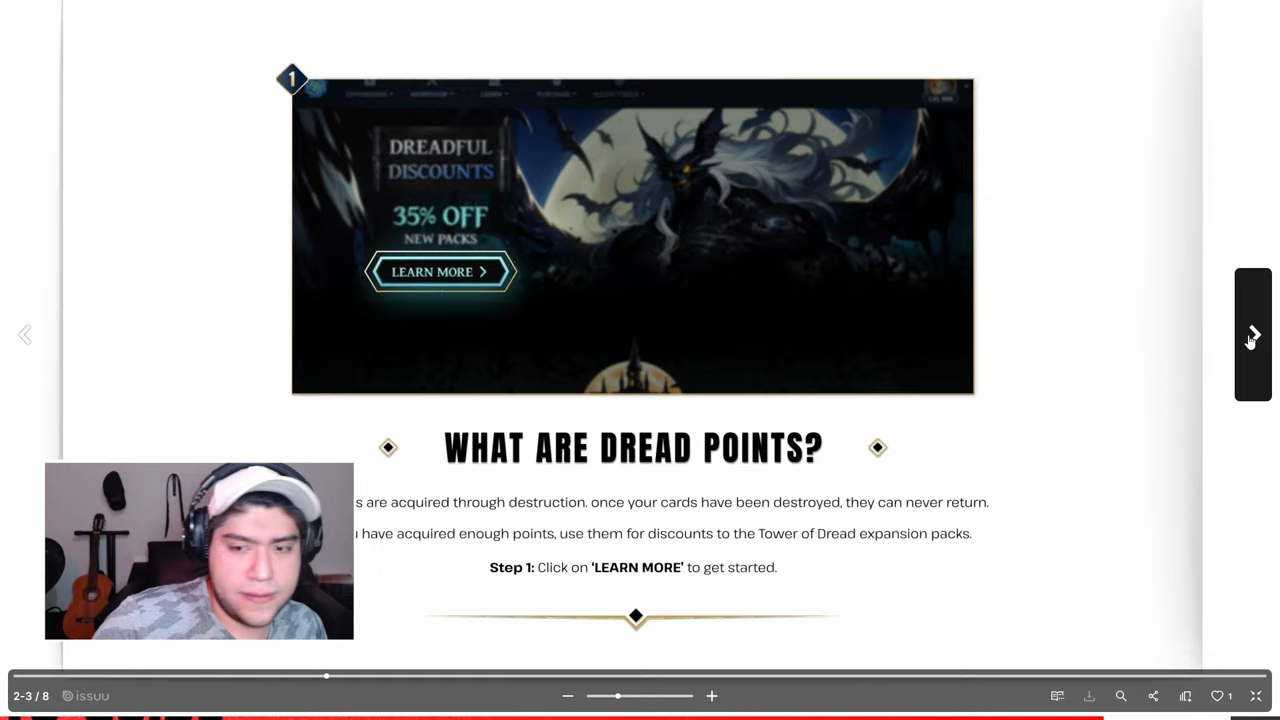 1
DREADFUL
DISCOUNTS
35% OFF
NEW PACKS
LEARN MORE
WHAT ARE DREAD POINTS?
s are acquired through destruction. once your cards have been destroyed, they can never return.
have acquired enough points, use them for discounts to the Tower of Dread expansion packs.
Step 1: Click on ‘LEARN MORE’ to get started.
2-3 / 8
issuu
1